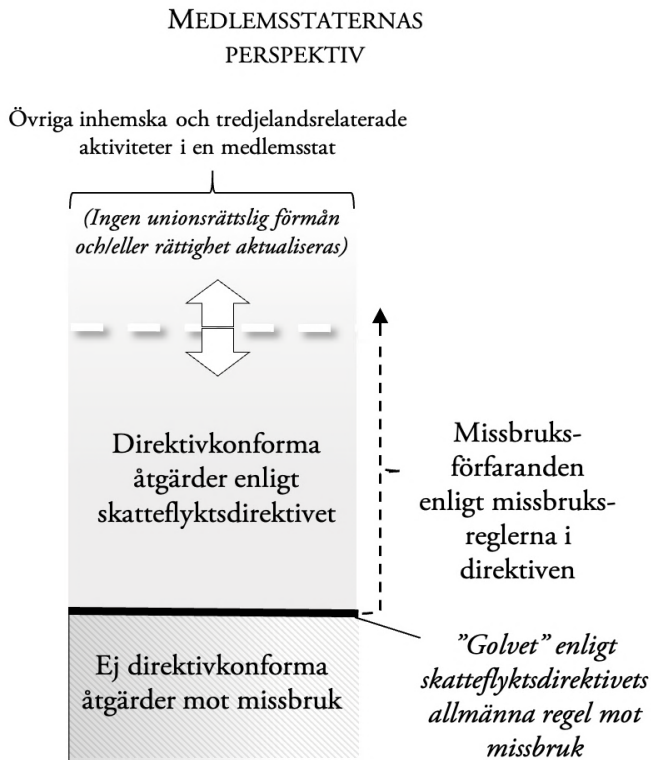 MEDLEMSSTATERNAS
PERSPEKTIV
Övriga inhemska och tredjelandsrelaterade
aktiviteter i en medlemsstat
(Ingen unionsrättslig förmån
och/eller rättighet aktualiseras)
Direktivkonforma
åtgärder enligt
skatteflyktsdirektivet
Missbruks-
förfaranden
enligt missbruks-
reglerna i
direktiven
Ej direktivkonforma
åtgärder mot missbruk
”Golvet” enligt
skatteflyktsdirektivets
allmänna regel mot
missbruk